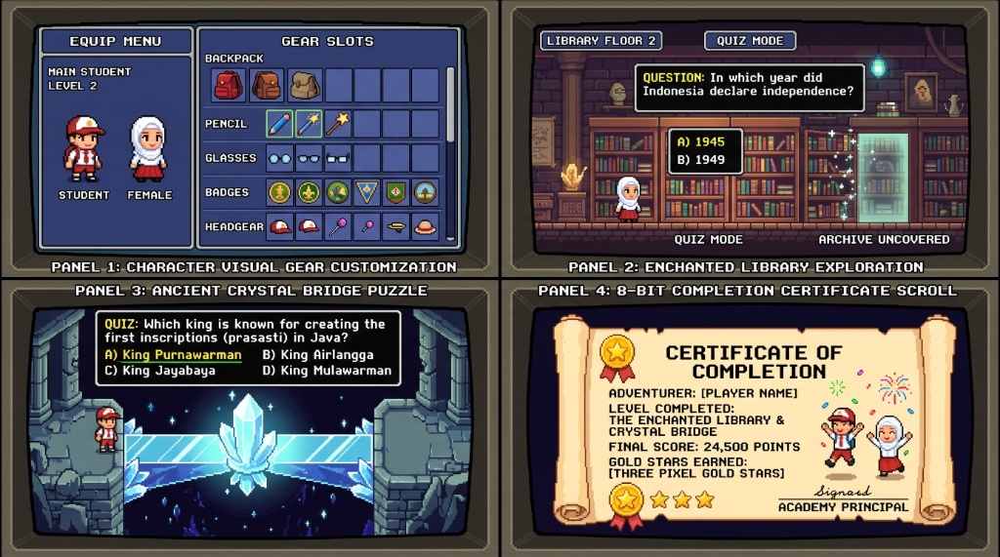 EQUIP MENU
MAIN STUDENT
LEVEL 2
STUDENT
FEMALE
GEAR SLOTS
BACKPACK
PENCIL
GLASSES
BADGES
HEADGEAR
PANEL 1: CHARACTER VISUAL GEAR CUSTOMIZATION
LIBRARY FLOOR 2
QUIZ MODE
QUESTION: In which year did
Indonesia declare independence?
A) 1945
B) 1949
QUIZ MODE
ARCHIVE UNCOVERED
PANEL 2: ENCHANTED LIBRARY EXPLORATION
PANEL 3: ANCIENT CRYSTAL BRIDGE PUZZLE
QUIZ: Which king is known for creating the
first inscriptions (prasasti) in Java?
A) King Purnawarman
B) King Airlangga
C) King Jayabaya
D) King Mulawarman
PANEL 4: 8-BIT COMPLETION CERTIFICATE SCROLL
CERTIFICATE OF
COMPLETION
ADVENTURER: [PLAYER NAME]
LEVEL COMPLETED:
THE ENCHANTED LIBRARY &
CRYSTAL BRIDGE
FINAL SCORE: 24,500 POINTS
GOLD STARS EARNED:
[THREE PIXEL GOLD STARS]
Signaid
ACADEMY PRINCIPAL